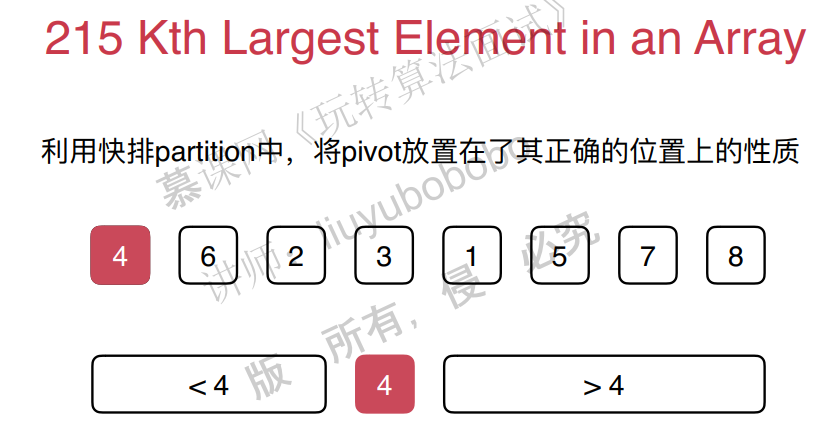 215 Kth Largest Element in an Array
利用快排partition中，将pivot放置在了其正确的位置上的性质
4 6 2 3 1 5 7 8
< 4 4 > 4
慕课网《玩转算法面试》
讲师：liuyubobobo
版 所有，侵 必究